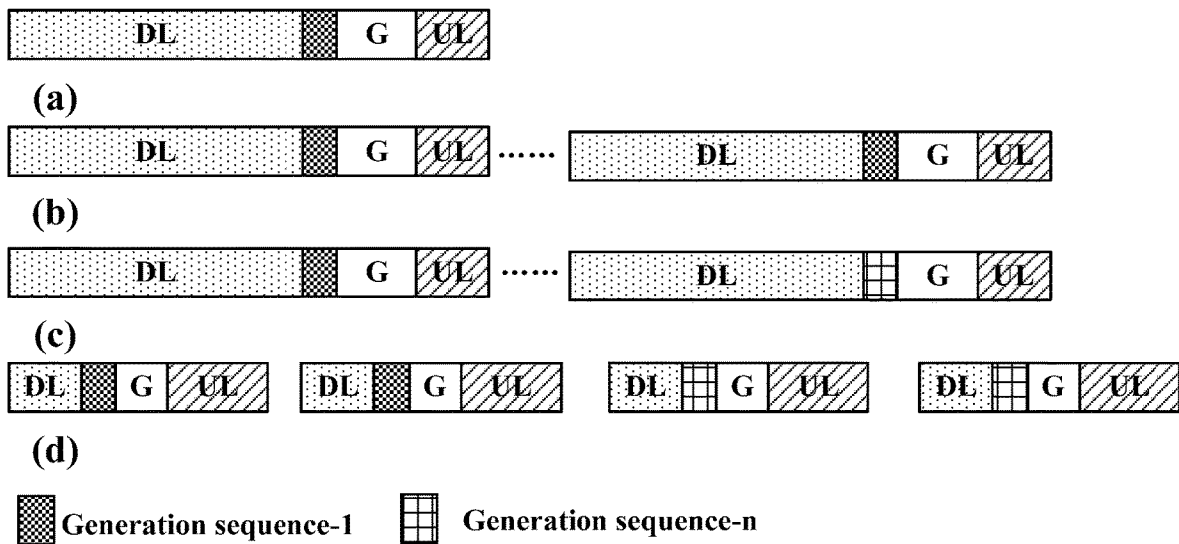 DL G UL
(a)
DL G UL ...... DL G UL
(b)
DL G UL ...... DL G UL
(c)
DL G UL DL G UL DL G UL DL G UL
(d)
Generation sequence-1 Generation sequence-n